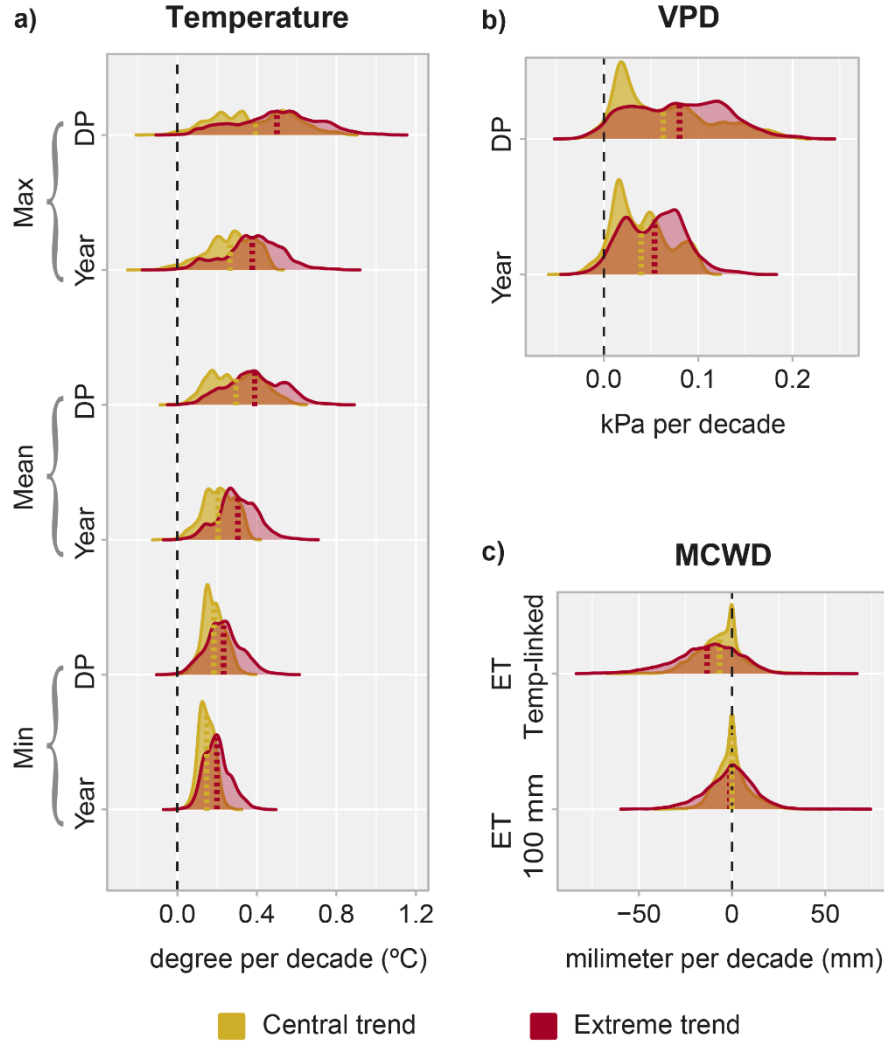 a)
Temperature
Max
DP
Year
Mean
DP
Year
Min
DP
Year
0.0 0.4 0.8 1.2
degree per decade (ºC)
b)
VPD
DP
Year
0.0 0.1 0.2
kPa per decade
c)
MCWD
ET
Temp-linked
ET
100 mm
−50 0 50
milimeter per decade (mm)
Central trend
Extreme trend